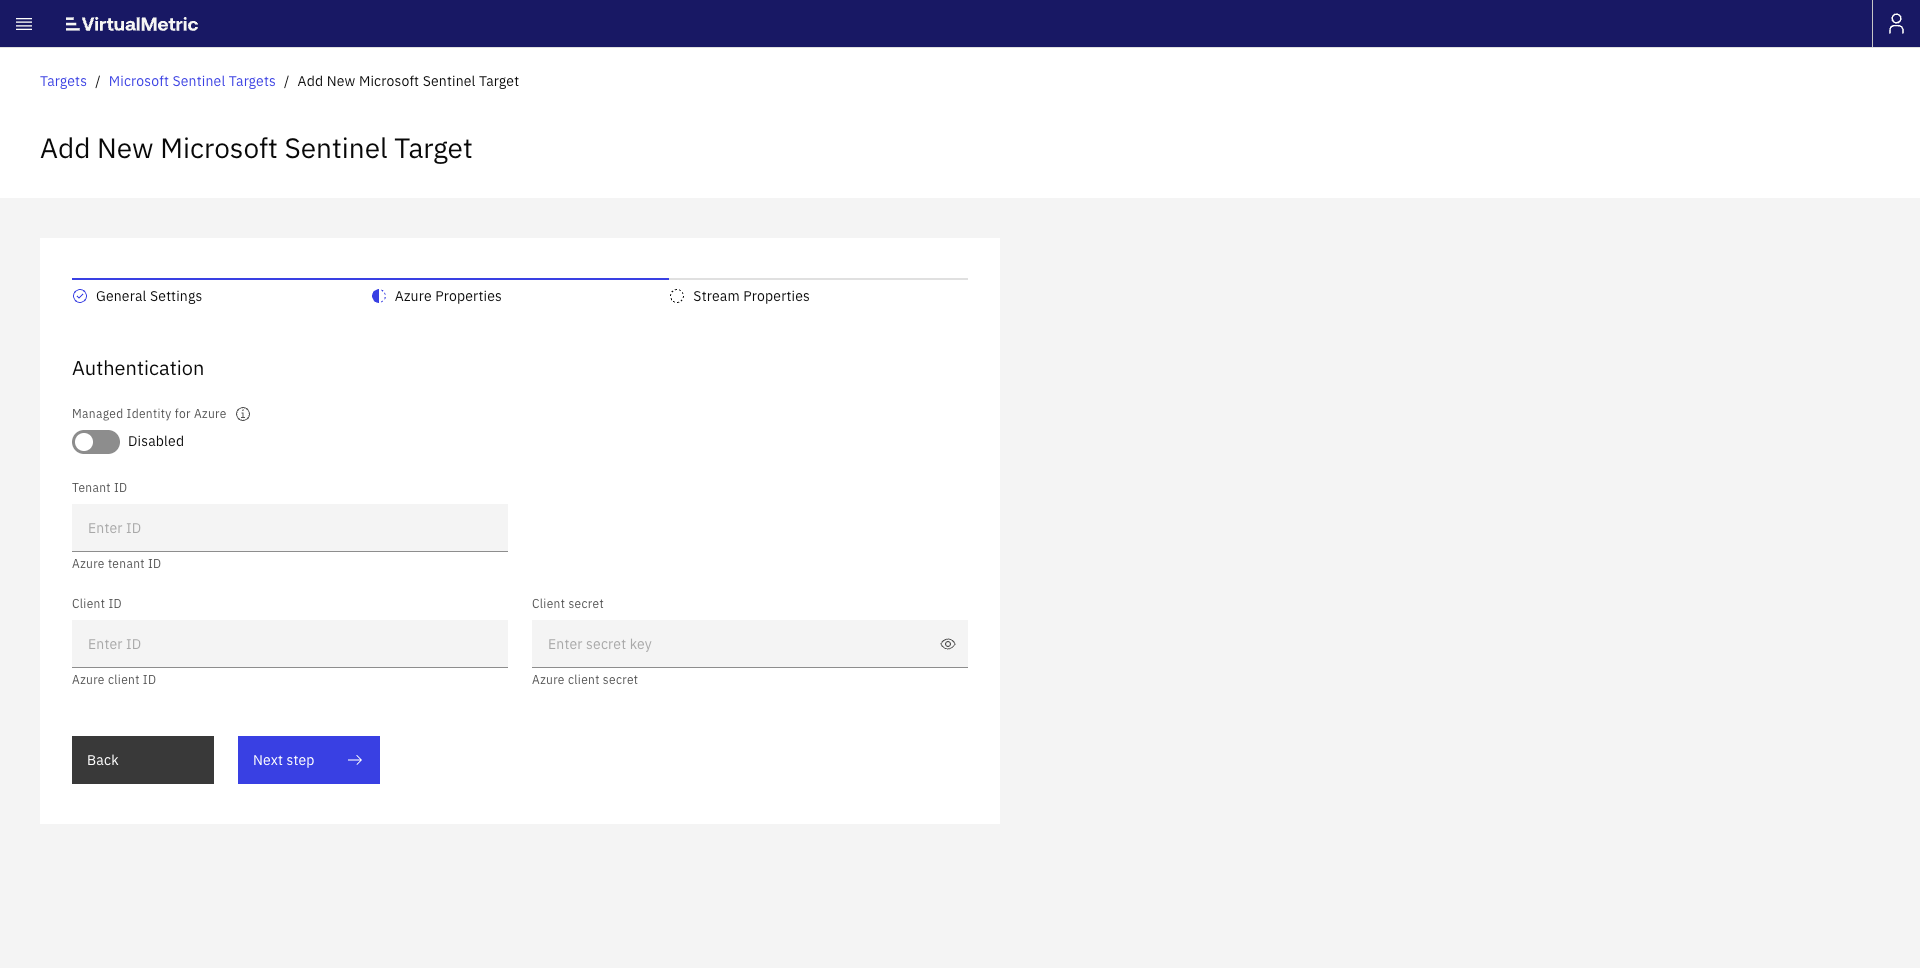 VirtualMetric
Targets / Microsoft Sentinel Targets / Add New Microsoft Sentinel Target
Add New Microsoft Sentinel Target
General Settings
Azure Properties
Stream Properties
Authentication
Managed Identity for Azure
Disabled
Tenant ID
Enter ID
Azure tenant ID
Client ID
Enter ID
Azure client ID
Client secret
Enter secret key
Azure client secret
Back
Next step